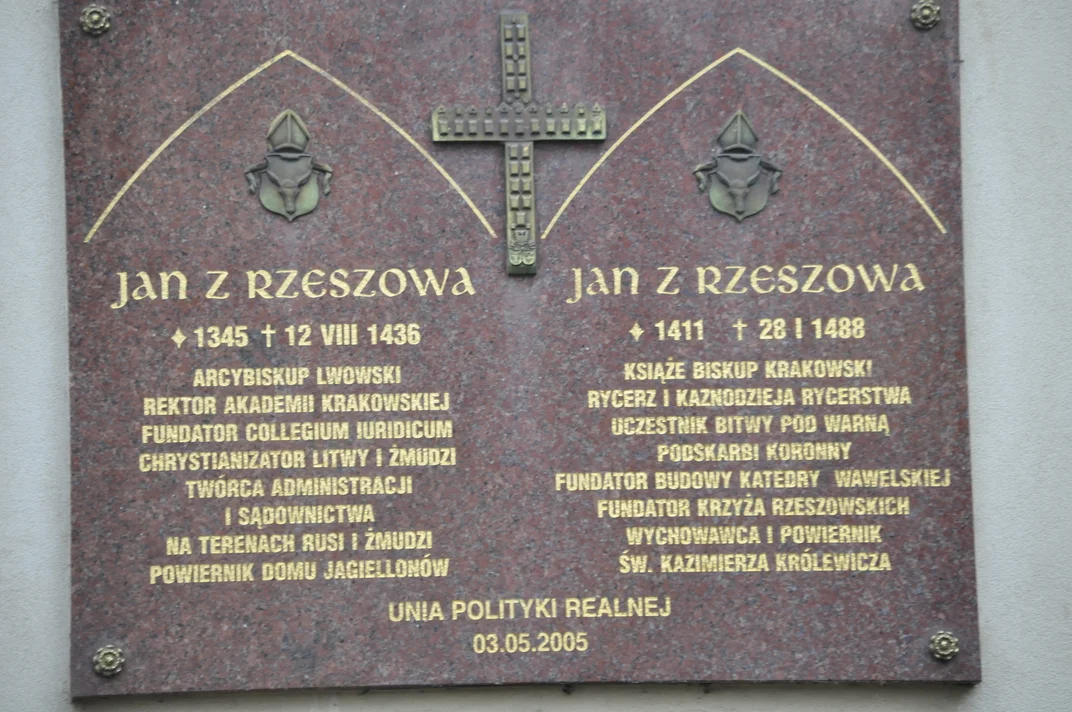 JAN Z RZESZOWA
1345 † 12 VIII 1436
ARCYBISKUP LWOWSKI
REKTOR AKADEMII KRAKOWSKIEJ
FUNDATOR COLLEGIUM IURIDICUM
CHRYSTIANIZATOR LITWY I ŻMUDZI
TWÓRCA ADMINISTRACJI
I SĄDOWNICTWA
NA TERENACH RUSI I ŻMUDZI
POWIERNIK DOMU JAGIELLONÓW
JAN Z RZESZOWA
1411 † 28 I 1488
KSIĄŻE BISKUP KRAKOWSKI
RYCERZ I KAZNODZIEJA RYCERSTWA
UCZESTNIK BITWY POD WARNĄ
PODSKARBI KORONNY
FUNDATOR BUDOWY KATEDRY WAWELSKIEJ
FUNDATOR KRZYŻA RZESZOWSKICH
WYCHOWAWCA I POWIERNIK
ŚW. KAZIMIERZA KRÓLEWICZA
UNIA POLITYKI REALNEJ
03.05.2005